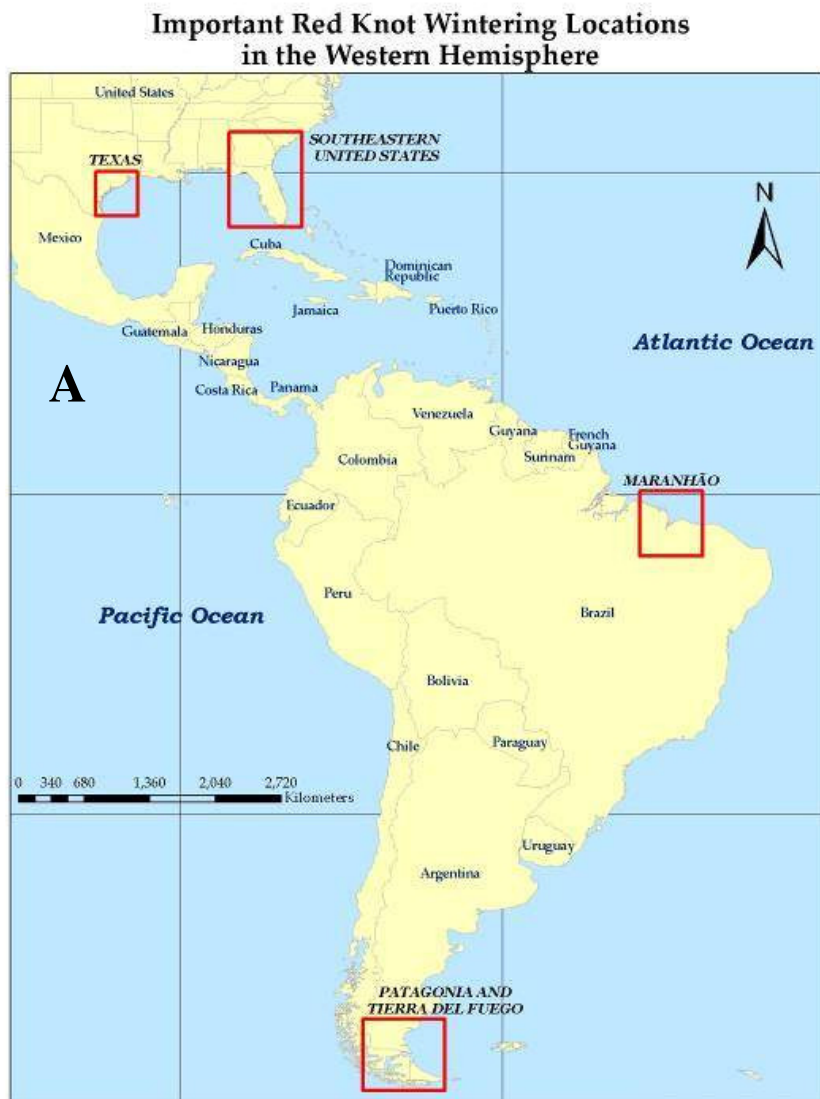 Important Red Knot Wintering Locations
in the Western Hemisphere
United States
SOUTHEASTERN
UNITED STATES
TEXAS
N
Mexico
Cuba
Dominican
Republic
Jamaica
Puerto Rico
Guatemala
Honduras
Atlantic Ocean
Nicaragua
A
Costa Rica
Panama
Venezuela
Guyana
French
Guyana
Surinam
Colombia
MARANHÃO
Ecuador
Peru
Pacific Ocean
Brazil
Bolivia
Chile
Paraguay
0 340 680 1,360 2,040 2,720
Kilometers
Uruguay
Argentina
PATAGONIA AND
TIERRA DEL FUEGO